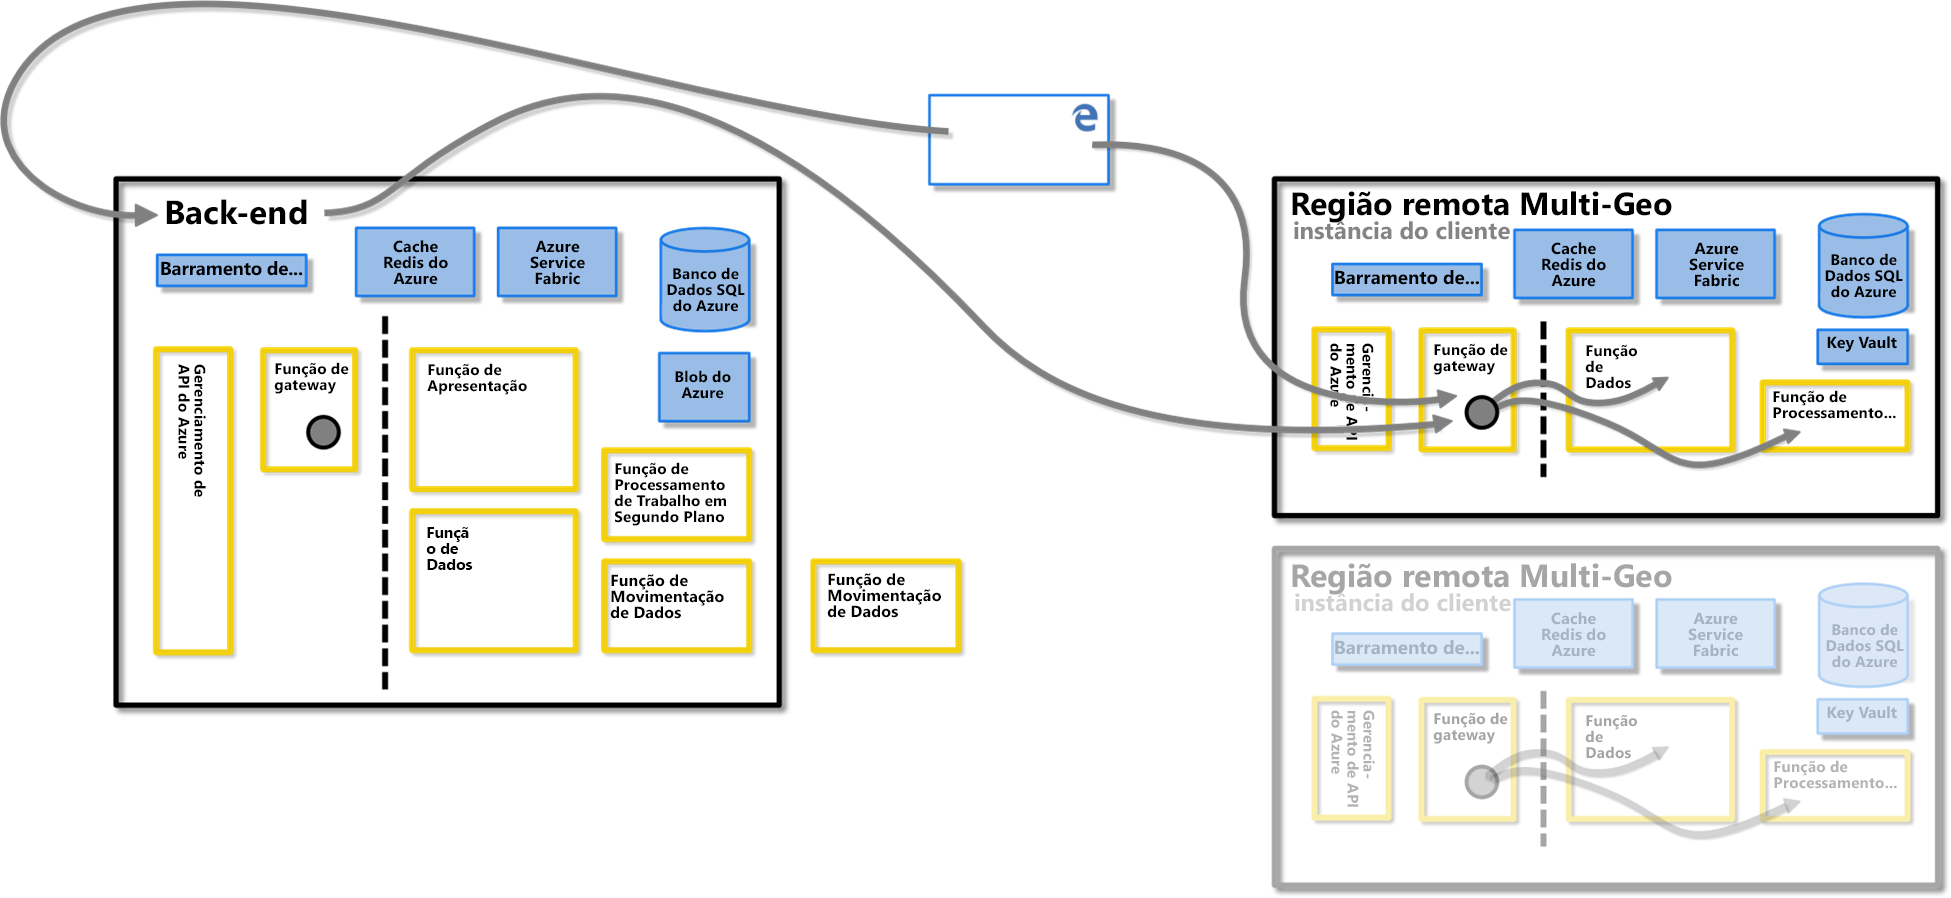 Back-end
Barramento de...
Cache
Redis do
Azure
Azure
Service
Fabric
Banco de
Dados SQL
do Azure
Blob do
Azure
Gerenciamento de
API do Azure
Função de
gateway
Função de
Apresentação
Funçã
o de
Dados
Função de
Processamento
de Trabalho em
Segundo Plano
Função de
Movimentação
de Dados
Função de
Movimentação
de Dados
Região remota Multi-Geo
instância do cliente
Barramento de...
Cache
Redis do
Azure
Azure
Service
Fabric
Banco de
Dados SQL
do Azure
Key Vault
Gerencia-
mento de API
do Azure
Função de
gateway
Função
de
Dados
Função de
Processamento...
Região remota Multi-Geo
instância do cliente
Barramento de...
Cache
Redis do
Azure
Azure
Service
Fabric
Banco de
Dados SQL
do Azure
Key Vault
Gerencia-
mento de API
do Azure
Função de
gateway
Função
de
Dados
Função de
Processamento...